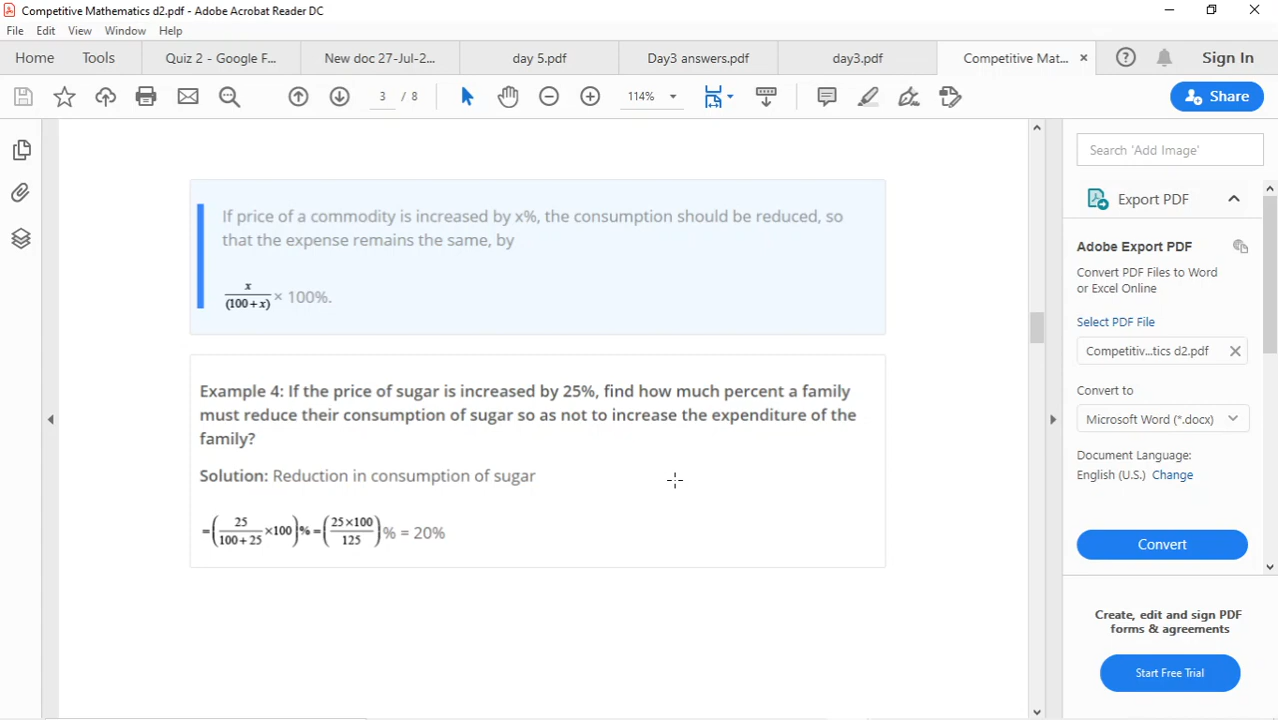 Competitive Mathematics d2.pdf - Adobe Acrobat Reader DC
File Edit View Window Help
Home Tools Quiz 2 - Google F... New doc 27-Jul-2... day 5.pdf Day3 answers.pdf day3.pdf Competitive Mat... × Sign In
3 / 8 114% Share
If price of a commodity is increased by x%, the consumption should be reduced, so
that the expense remains the same, by
x/(100+x) × 100%.
Example 4: If the price of sugar is increased by 25%, find how much percent a family
must reduce their consumption of sugar so as not to increase the expenditure of the
family?
Solution: Reduction in consumption of sugar
=(25/(100+25) ×100)% =((25×100)/125)% = 20%
Search 'Add Image'
Export PDF
Adobe Export PDF
Convert PDF Files to Word
or Excel Online
Select PDF File
Competitiv...tics d2.pdf
Convert to
Microsoft Word (*.docx)
Document Language:
English (U.S.) Change
Convert
Create, edit and sign PDF
forms & agreements
Start Free Trial